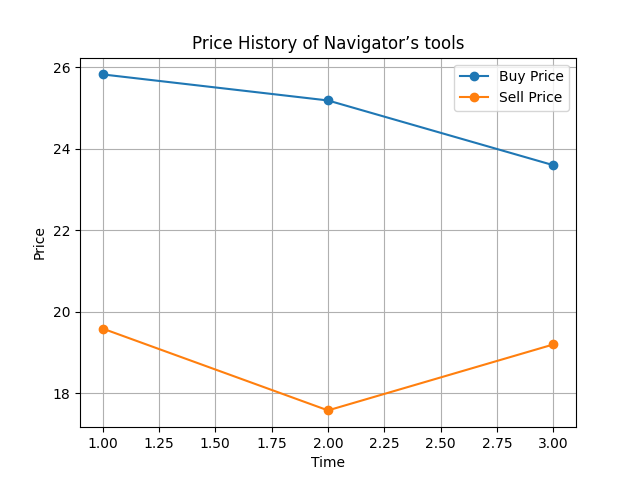 Price History of Navigator’s tools
Buy Price
Sell Price
Price
26
24
22
20
18
1.00 1.25 1.50 1.75 2.00 2.25 2.50 2.75 3.00
Time